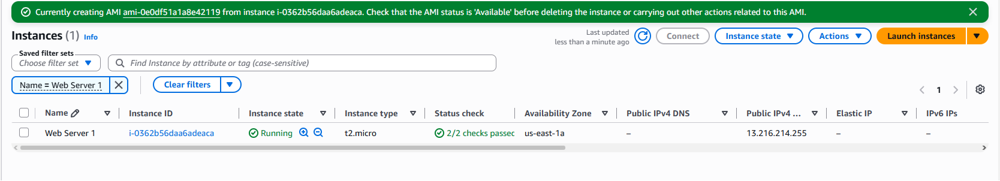 Currently creating AMI ami-0e0df51a1a8e42119 from instance i-0362b56daa6adeaca. Check that the AMI status is 'Available' before deleting the instance or carrying out other actions related to this AMI.
Instances (1) Info
Last updated
less than a minute ago
Connect
Instance state
Actions
Launch instances
Saved filter sets
Choose filter set
Find Instance by attribute or tag (case-sensitive)
Name = Web Server 1
Clear filters
1
Name Instance ID Instance state Instance type Status check Availability Zone Public IPv4 DNS Public IPv4 ... Elastic IP IPv6 IPs
Web Server 1 i-0362b56daa6adeaca Running t2.micro 2/2 checks passed us-east-1a – 13.216.214.255 – –